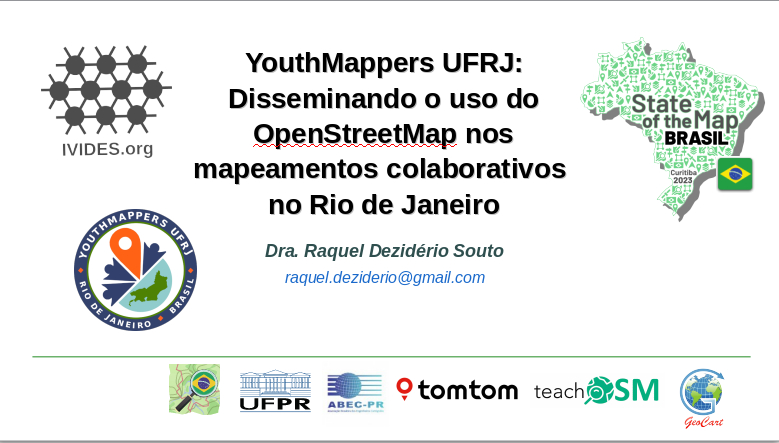 IVIDES.org
YouthMappers UFRJ:
Disseminando o uso do
OpenStreetMap nos
mapeamentos colaborativos
no Rio de Janeiro
State
of the Map
BRASIL
Curitiba
2023
YOUTHMAPPERS UFRJ
RIO DE JANEIRO
BRASIL
Dra. Raquel Dezidério Souto
raquel.deziderio@gmail.com
UFPR
ABEC-PR
tomtom
teachOSM
GeoCart